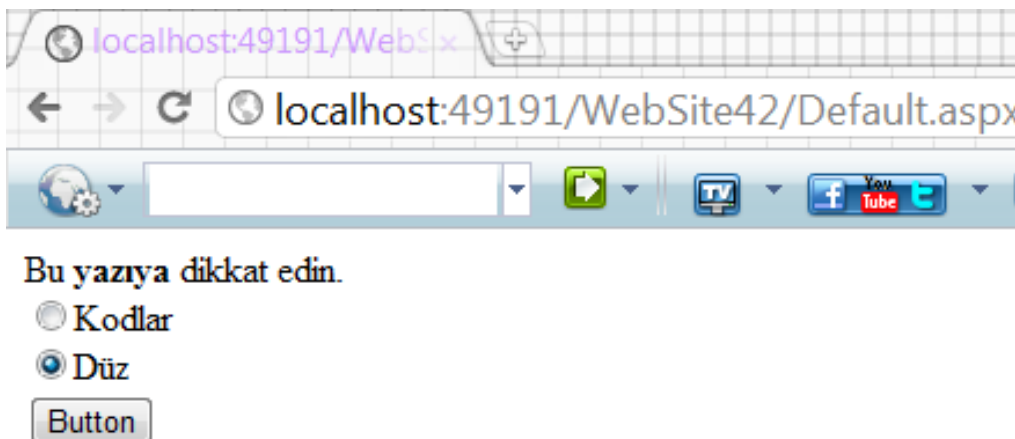 localhost:49191/WebS
localhost:49191/WebSite42/Default.aspx
TV
f You Tube t
Bu yazıya dikkat edin.
Kodlar
Düz
Button